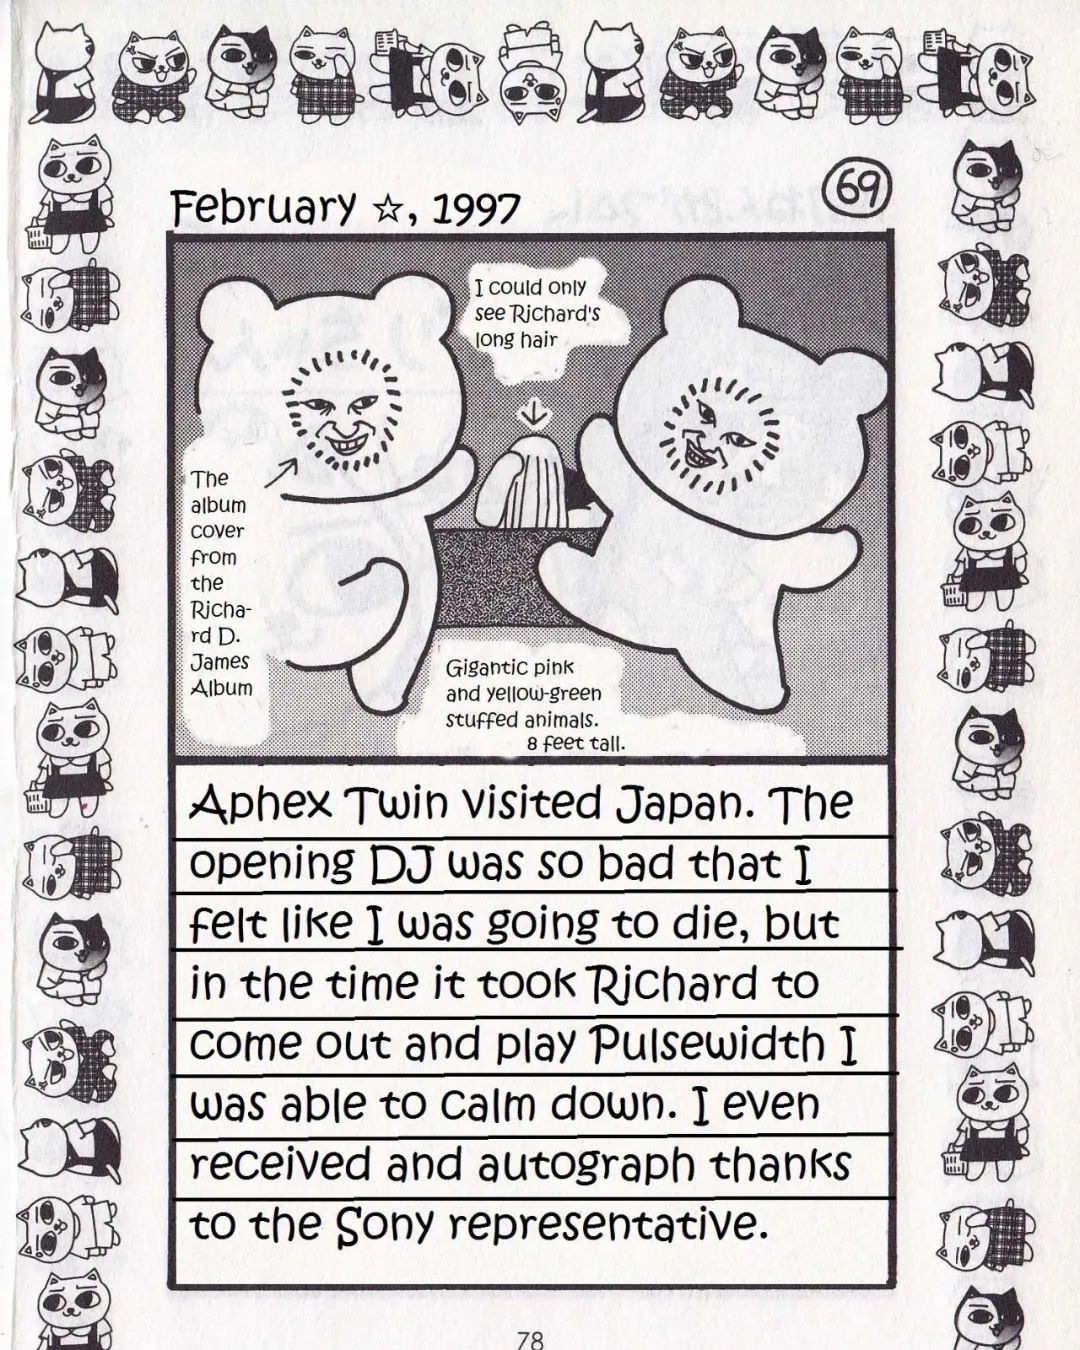 69
February ☆, 1997
I could only
see Richard's
long hair
The
album
cover
from
the
Richa-
rd D.
James
Album
Gigantic pink
and yellow-green
stuffed animals.
8 feet tall.
Aphex Twin visited Japan. The
opening DJ was so bad that I
felt like I was going to die, but
in the time it took Richard to
come out and play Pulsewidth I
was able to calm down. I even
received and autograph thanks
to the Sony representative.
78